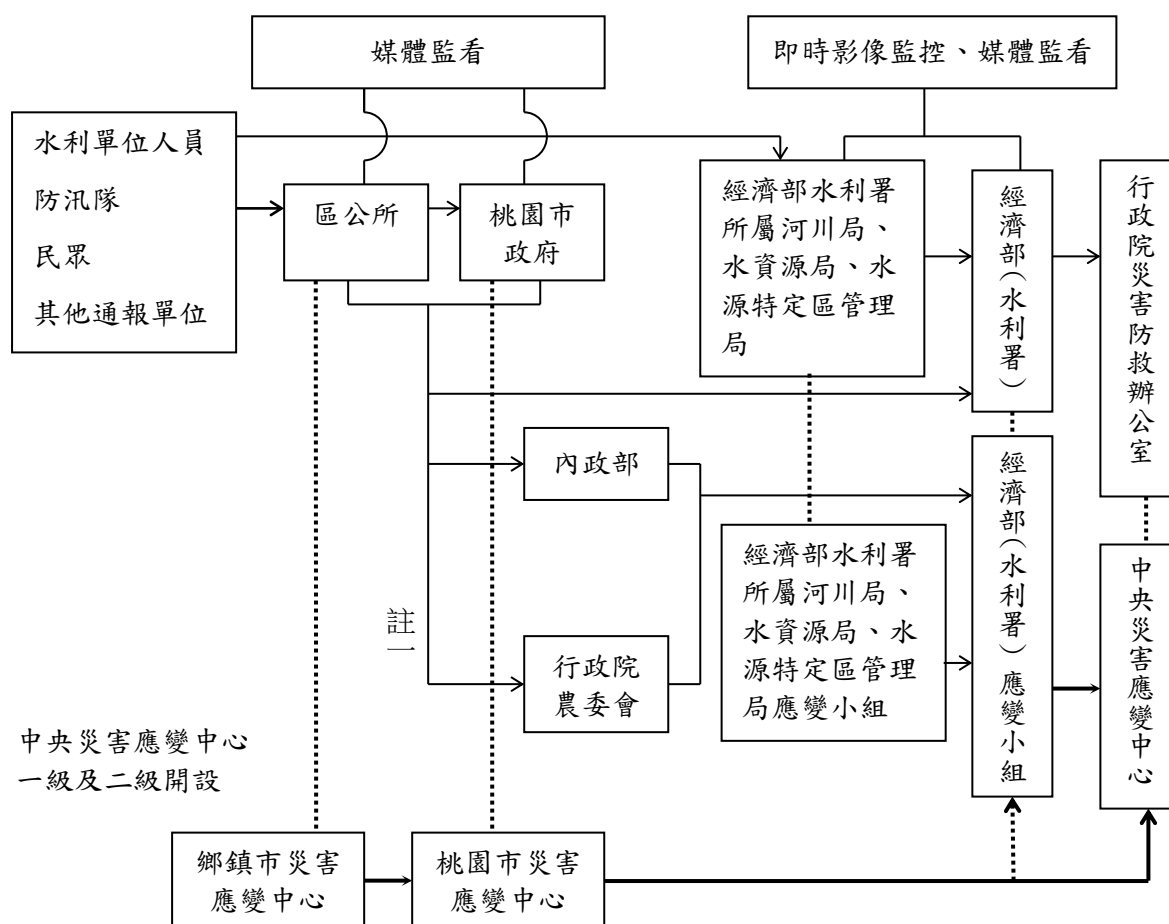 媒體監看
即時影像監控、媒體監看
水利單位人員
防汛隊
民眾
其他通報單位
區公所
桃園市
政府
經濟部水利署
所屬河川局、
水資源局、水
源特定區管理
局
經濟部(水利署)
行政院災害防救辦公室
內政部
註一
行政院
農委會
經濟部水利署
所屬河川局、
水資源局、水
源特定區管理
局應變小組
經濟部(水利署)應變小組
中央災害應變中心
中央災害應變中心
一級及二級開設
鄉鎮市災害
應變中心
桃園市災害
應變中心